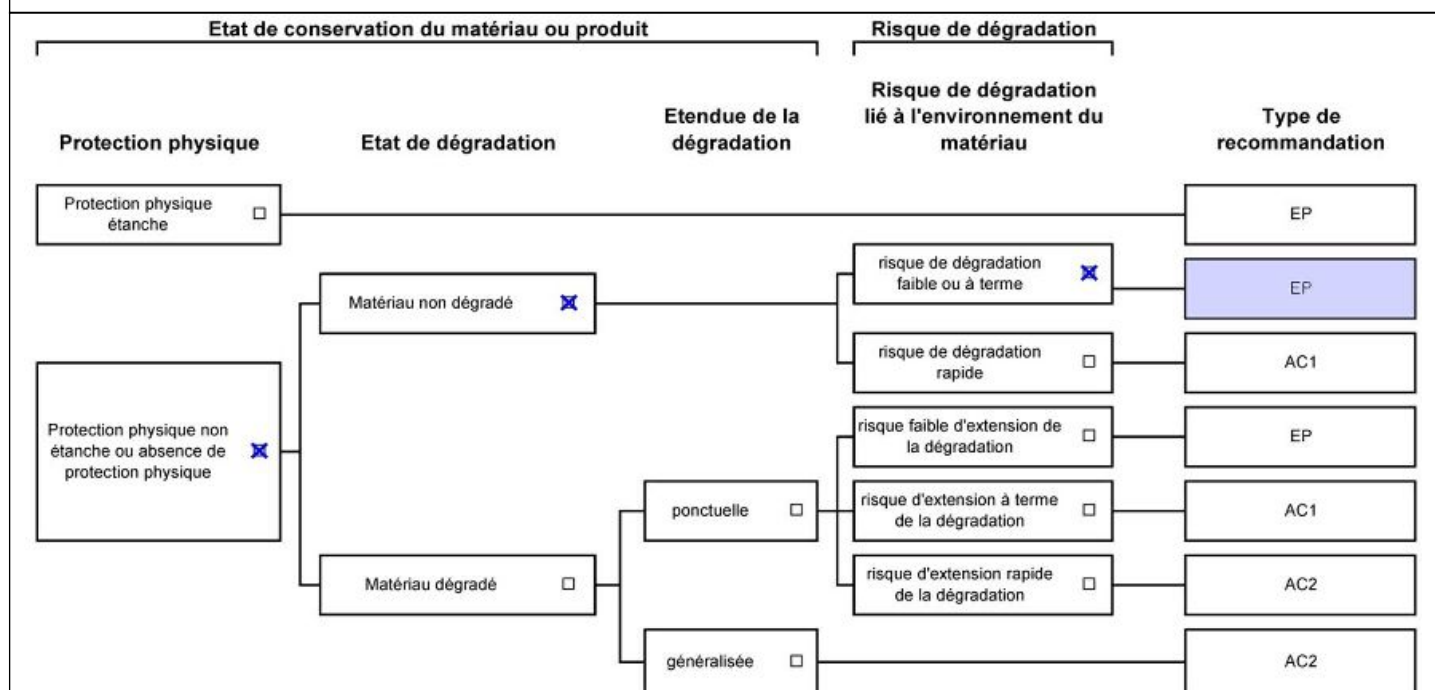 Etat de conservation du matériau ou produit
Risque de dégradation
Protection physique
Etat de dégradation
Etendue de la
dégradation
Risque de dégradation
lié à l'environnement du
matériau
Type de
recommandation
Protection physique
étanche
EP
risque de dégradation
faible ou à terme
EP
Matériau non dégradé
risque de dégradation
rapide
AC1
Protection physique non
étanche ou absence de
protection physique
risque faible d'extension de
la dégradation
EP
ponctuelle
risque d'extension à terme
de la dégradation
AC1
Matériau dégradé
risque d'extension rapide
de la dégradation
AC2
généralisée
AC2